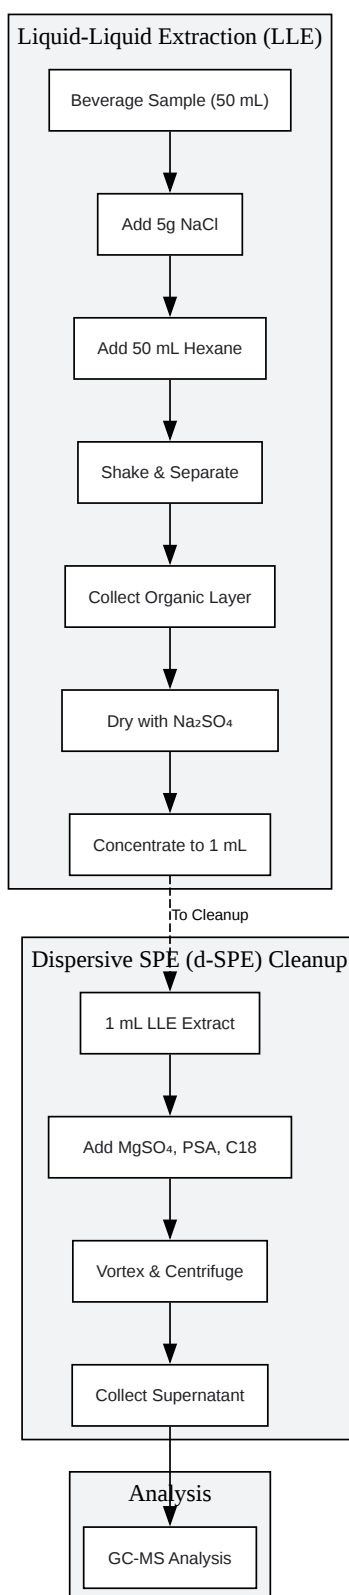 Liquid-Liquid Extraction (LLE)
Beverage Sample (50 mL)
Add 5g NaCl
Add 50 mL Hexane
Shake & Separate
Collect Organic Layer
Dry with Na₂SO₄
Concentrate to 1 mL
To Cleanup
Dispersive SPE (d-SPE) Cleanup
1 mL LLE Extract
Add MgSO₄, PSA, C18
Vortex & Centrifuge
Collect Supernatant
Analysis
GC-MS Analysis